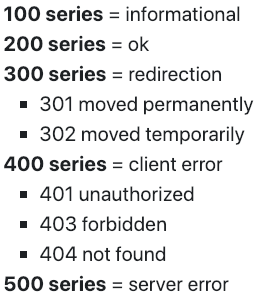 100 series = informational
200 series = ok
300 series = redirection
▪ 301 moved permanently
▪ 302 moved temporarily
400 series = client error
▪ 401 unauthorized
▪ 403 forbidden
▪ 404 not found
500 series = server error